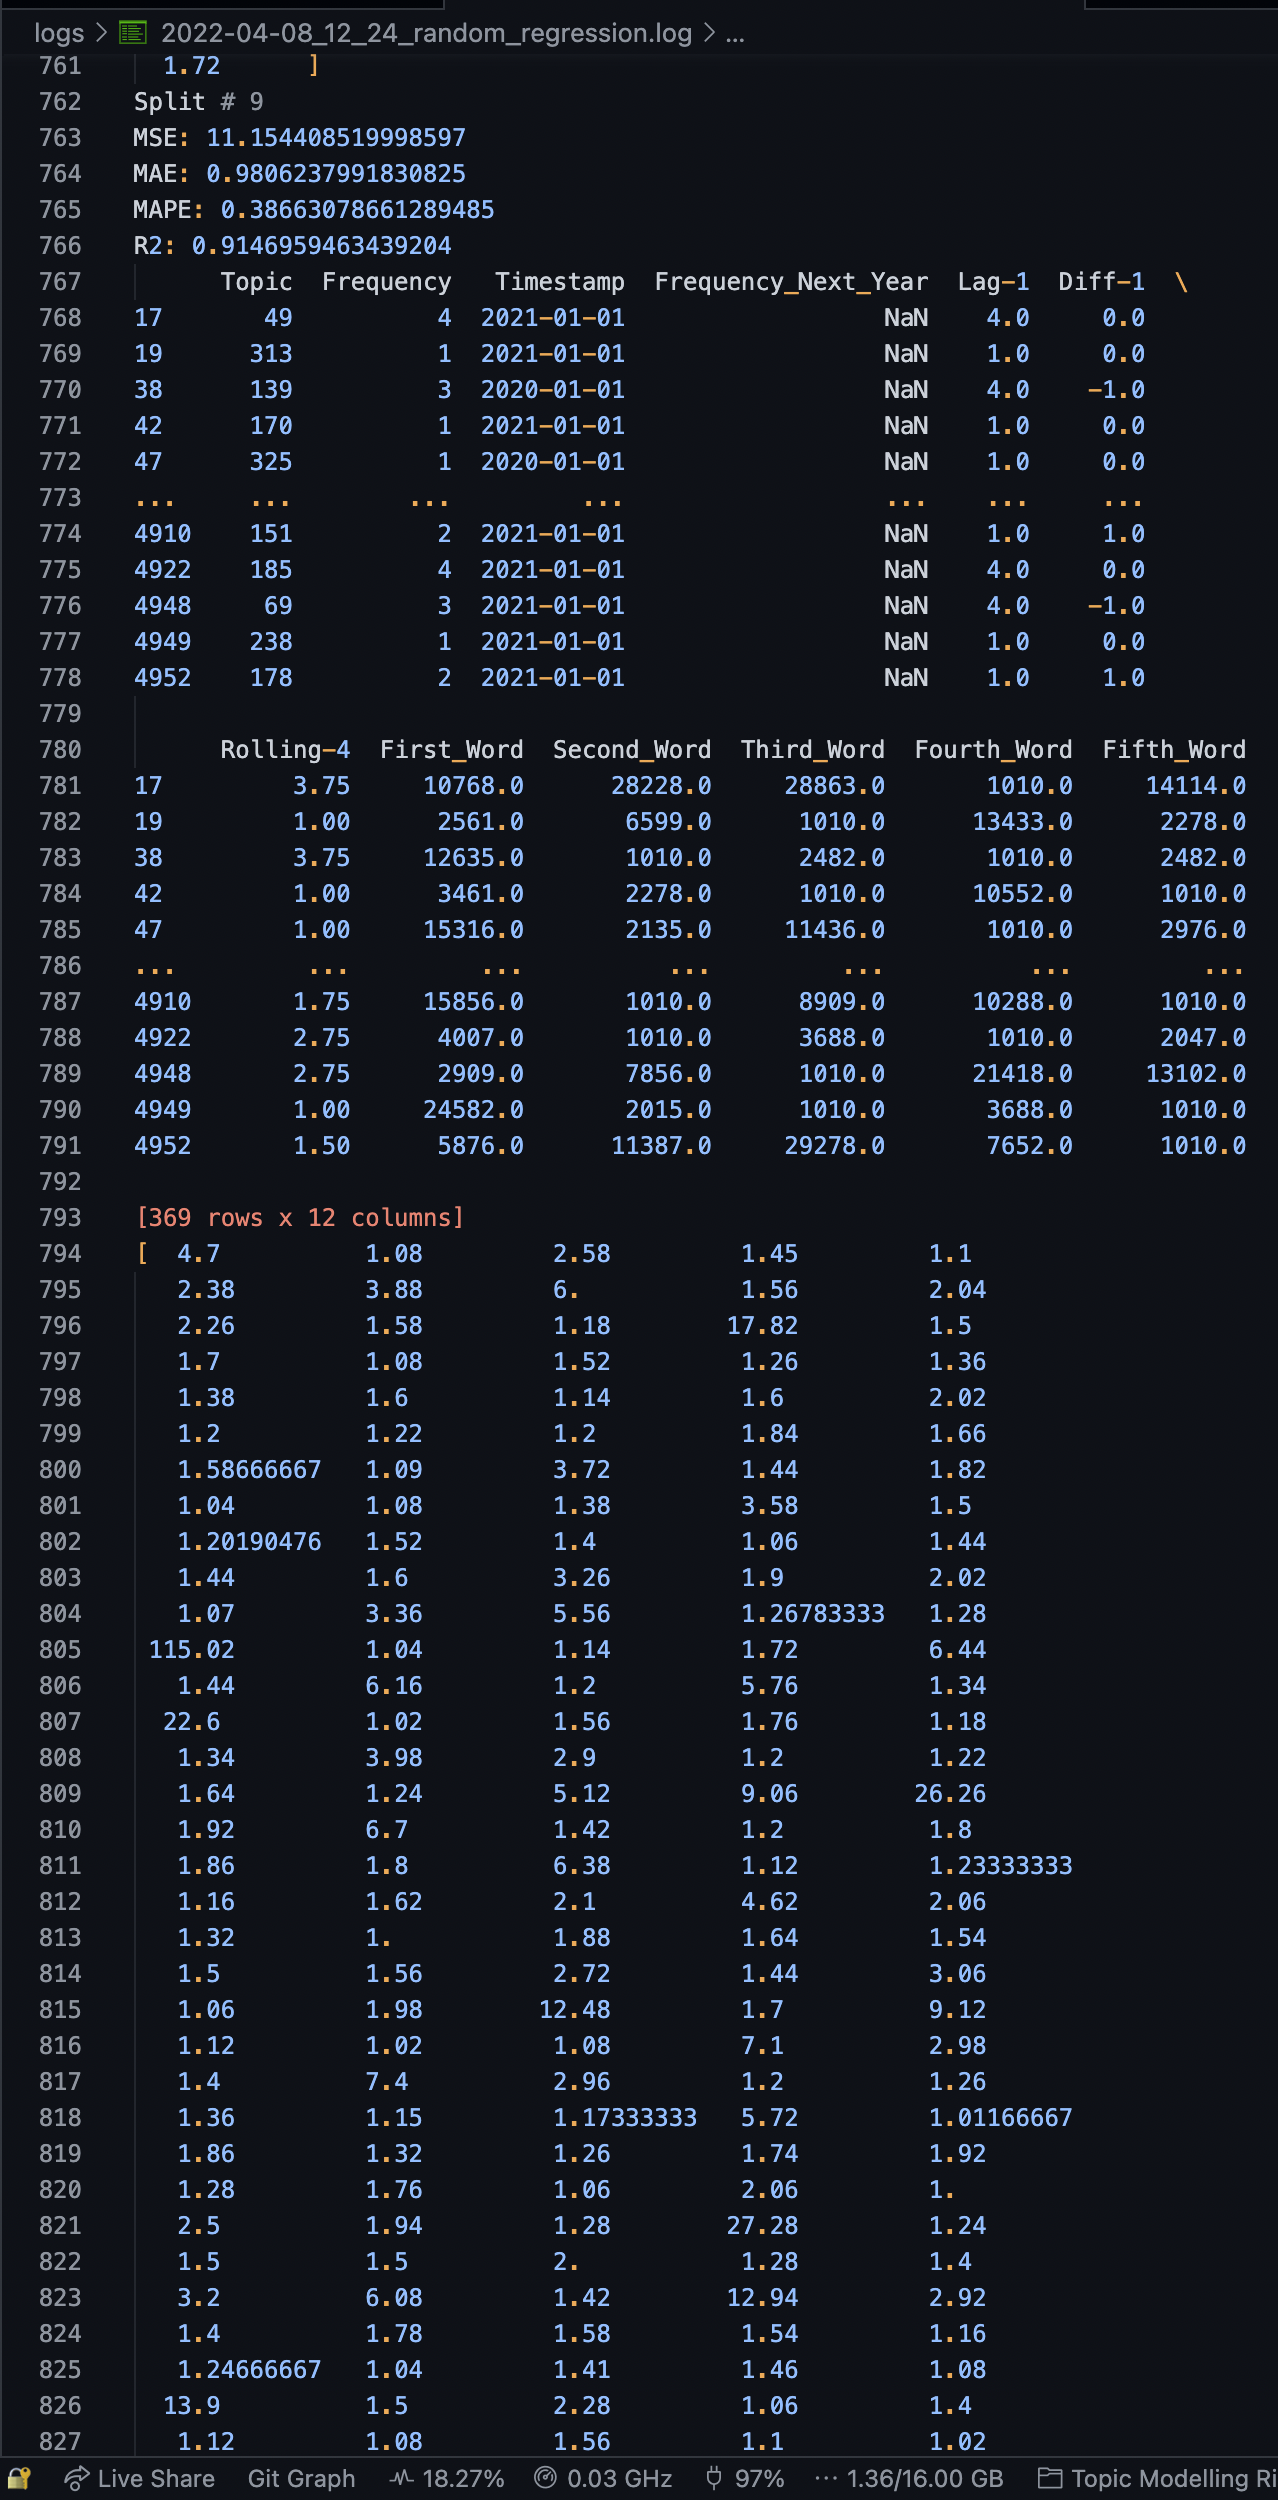 logs > 2022-04-08_12_24_random_regression.log > ...
761 1.72 ]
762 Split # 9
763 MSE: 11.154408519998597
764 MAE: 0.9806237991830825
765 MAPE: 0.38663078661289485
766 R2: 0.9146959463439204
767 Topic Frequency Timestamp Frequency_Next_Year Lag-1 Diff-1 \
768 17 49 4 2021-01-01 NaN 4.0 0.0
769 19 313 1 2021-01-01 NaN 1.0 0.0
770 38 139 3 2020-01-01 NaN 4.0 -1.0
771 42 170 1 2021-01-01 NaN 1.0 0.0
772 47 325 1 2020-01-01 NaN 1.0 0.0
773 ... ... ... ... ... ... ...
774 4910 151 2 2021-01-01 NaN 1.0 1.0
775 4922 185 4 2021-01-01 NaN 4.0 0.0
776 4948 69 3 2021-01-01 NaN 4.0 -1.0
777 4949 238 1 2021-01-01 NaN 1.0 0.0
778 4952 178 2 2021-01-01 NaN 1.0 1.0
779
780 Rolling-4 First_Word Second_Word Third_Word Fourth_Word Fifth_Word
781 17 3.75 10768.0 28228.0 28863.0 1010.0 14114.0
782 19 1.00 2561.0 6599.0 1010.0 13433.0 2278.0
783 38 3.75 12635.0 1010.0 2482.0 1010.0 2482.0
784 42 1.00 3461.0 2278.0 1010.0 10552.0 1010.0
785 47 1.00 15316.0 2135.0 11436.0 1010.0 2976.0
786 ... ... ... ... ... ... ...
787 4910 1.75 15856.0 1010.0 8909.0 10288.0 1010.0
788 4922 2.75 4007.0 1010.0 3688.0 1010.0 2047.0
789 4948 2.75 2909.0 7856.0 1010.0 21418.0 13102.0
790 4949 1.00 24582.0 2015.0 1010.0 3688.0 1010.0
791 4952 1.50 5876.0 11387.0 29278.0 7652.0 1010.0
792
793 [369 rows x 12 columns]
794 [ 4.7 1.08 2.58 1.45 1.1
795 2.38 3.88 6. 1.56 2.04
796 2.26 1.58 1.18 17.82 1.5
797 1.7 1.08 1.52 1.26 1.36
798 1.38 1.6 1.14 1.6 2.02
799 1.2 1.22 1.2 1.84 1.66
800 1.58666667 1.09 3.72 1.44 1.82
801 1.04 1.08 1.38 3.58 1.5
802 1.20190476 1.52 1.4 1.06 1.44
803 1.44 1.6 3.26 1.9 2.02
804 1.07 3.36 5.56 1.26783333 1.28
805 115.02 1.04 1.14 1.72 6.44
806 1.44 6.16 1.2 5.76 1.34
807 22.6 1.02 1.56 1.76 1.18
808 1.34 3.98 2.9 1.2 1.22
809 1.64 1.24 5.12 9.06 26.26
810 1.92 6.7 1.42 1.2 1.8
811 1.86 1.8 6.38 1.12 1.23333333
812 1.16 1.62 2.1 4.62 2.06
813 1.32 1. 1.88 1.64 1.54
814 1.5 1.56 2.72 1.44 3.06
815 1.06 1.98 12.48 1.7 9.12
816 1.12 1.02 1.08 7.1 2.98
817 1.4 7.4 2.96 1.2 1.26
818 1.36 1.15 1.17333333 5.72 1.01166667
819 1.86 1.32 1.26 1.74 1.92
820 1.28 1.76 1.06 2.06 1.
821 2.5 1.94 1.28 27.28 1.24
822 1.5 1.5 2. 1.28 1.4
823 3.2 6.08 1.42 12.94 2.92
824 1.4 1.78 1.58 1.54 1.16
825 1.24666667 1.04 1.41 1.46 1.08
826 13.9 1.5 2.28 1.06 1.4
827 1.12 1.08 1.56 1.1 1.02
Live Share Git Graph 18.27% 0.03 GHz 97% ··· 1.36/16.00 GB Topic Modelling Ri